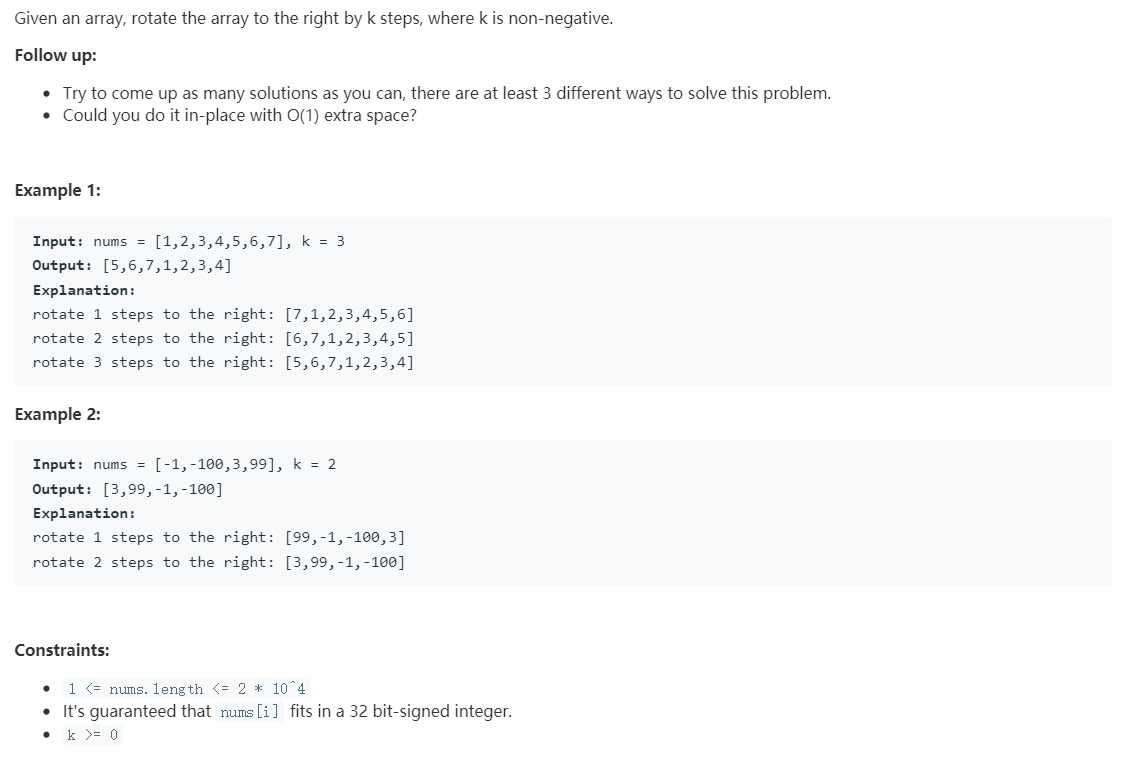 Given an array, rotate the array to the right by k steps, where k is non-negative.
Follow up:
• Try to come up as many solutions as you can, there are at least 3 different ways to solve this problem.
• Could you do it in-place with O(1) extra space?
Example 1:
Input: nums = [1,2,3,4,5,6,7], k = 3
Output: [5,6,7,1,2,3,4]
Explanation:
rotate 1 steps to the right: [7,1,2,3,4,5,6]
rotate 2 steps to the right: [6,7,1,2,3,4,5]
rotate 3 steps to the right: [5,6,7,1,2,3,4]
Example 2:
Input: nums = [-1,-100,3,99], k = 2
Output: [3,99,-1,-100]
Explanation:
rotate 1 steps to the right: [99,-1,-100,3]
rotate 2 steps to the right: [3,99,-1,-100]
Constraints:
• 1 <= nums.length <= 2 * 10^4
• It's guaranteed that nums[i] fits in a 32 bit-signed integer.
• k >= 0